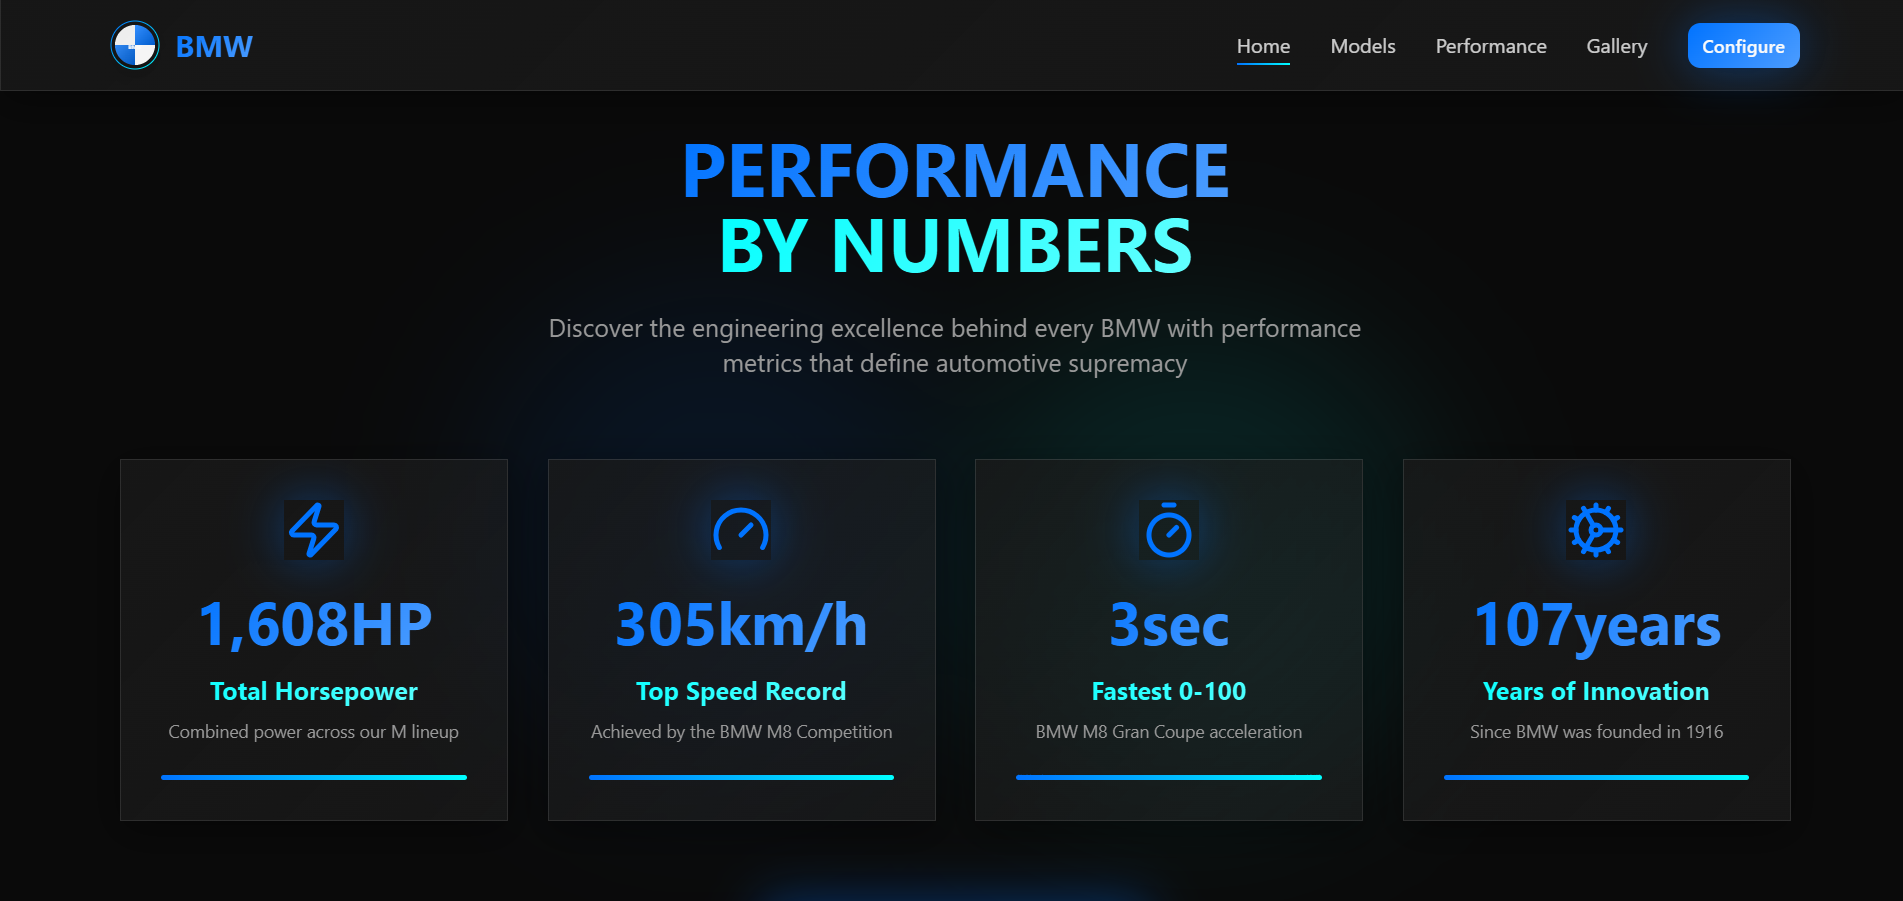 BMW
Home
Models
Performance
Gallery
Configure
PERFORMANCE
BY NUMBERS
Discover the engineering excellence behind every BMW with performance
metrics that define automotive supremacy
1,608HP
Total Horsepower
Combined power across our M lineup
305km/h
Top Speed Record
Achieved by the BMW M8 Competition
3sec
Fastest 0-100
BMW M8 Gran Coupe acceleration
107years
Years of Innovation
Since BMW was founded in 1916